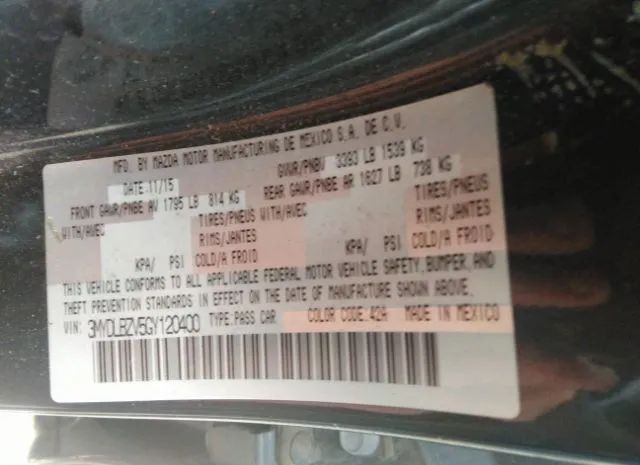 MFD. BY MAZDA MOTOR MANUFACTURING DE MEXICO S.A. DE C.V.
DATE:11/15 GVWR/PNBV 3393 LB 1539 KG
FRONT GAWR/PNBE AV 1795 LB 814 KG REAR GAWR/PNBE AR 1627 LB 738 KG
WITH/AVEC TIRES/PNEUS WITH/AVEC TIRES/PNEUS
RIMS/JANTES RIMS/JANTES
KPA/ PSI COLD/A FROID KPA/ PSI COLD/A FROID
THIS VEHICLE CONFORMS TO ALL APPLICABLE FEDERAL MOTOR VEHICLE SAFETY, BUMPER, AND
THEFT PREVENTION STANDARDS IN EFFECT ON THE DATE OF MANUFACTURE SHOWN ABOVE.
VIN: 3MYDLBZV5GY120400 TYPE:PASS CAR COLOR CODE:42A MADE IN MEXICO